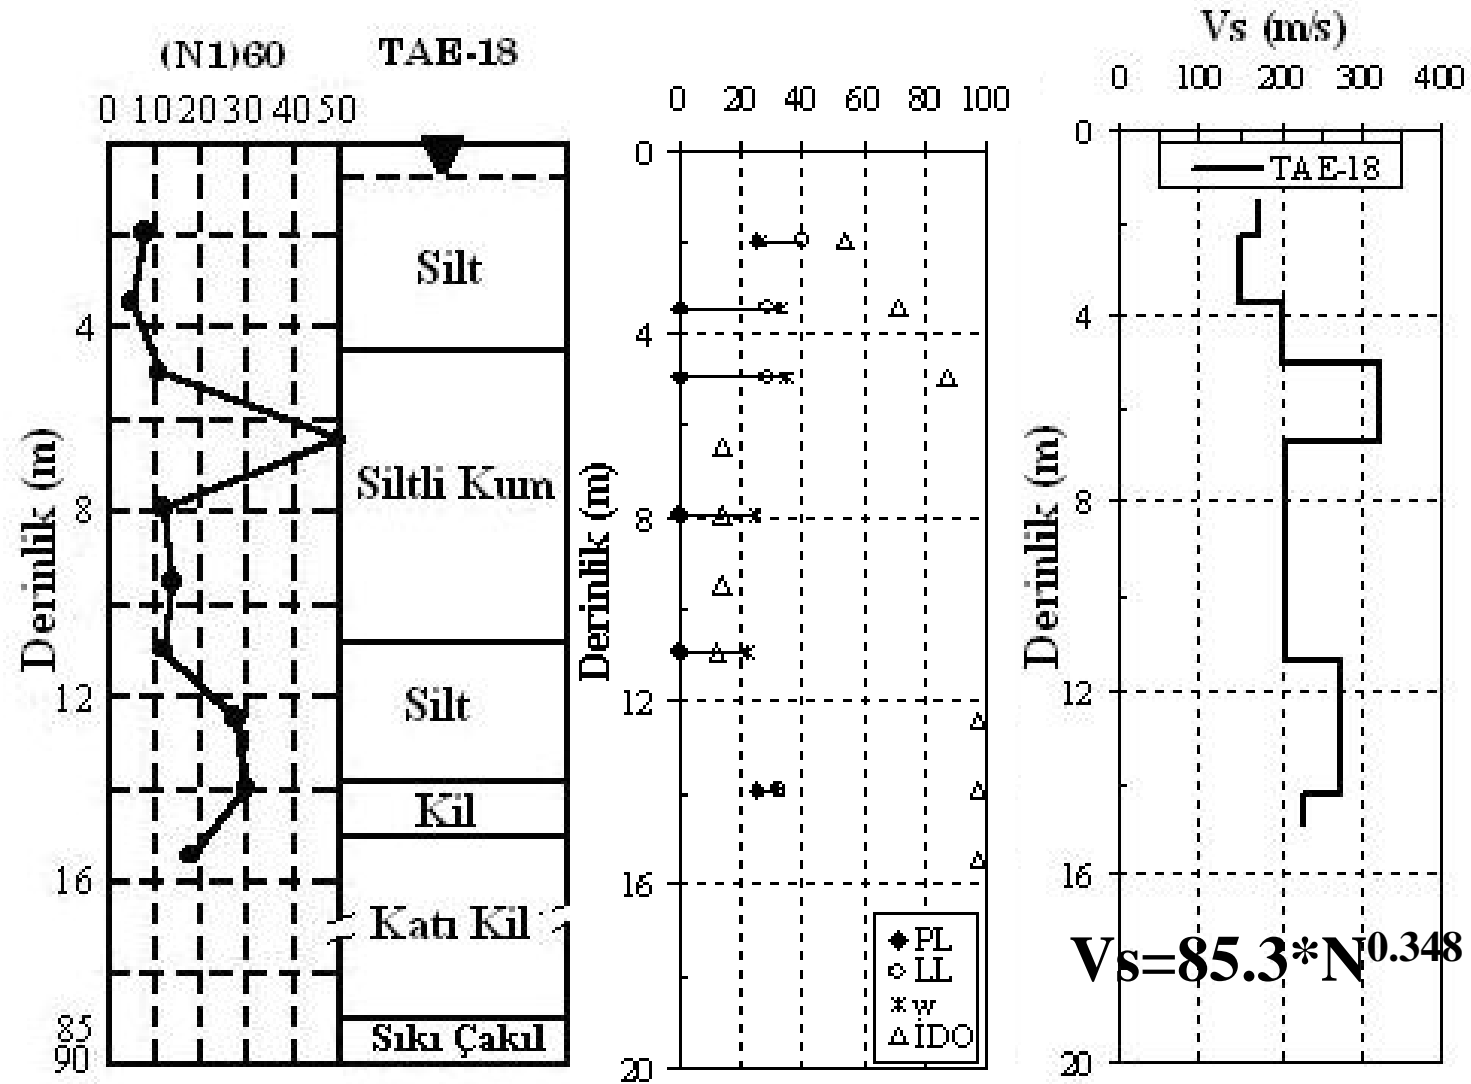 (N1)60 TAE-18
0 10 20 30 40 50
Silt
4
Siltli Kum
8
Silt
12
Kil
16
Katı Kil
85
90
Sıkı Çakıl
Derinlik (m)
0 20 40 60 80 100
0
4
8
12
16
20
Derinlik (m)
PL
LL
w
İDO
Vs (m/s)
0 100 200 300 400
0
TAE-18
4
8
12
16
20
Derinlik (m)
Vs=85.3*N^0.348